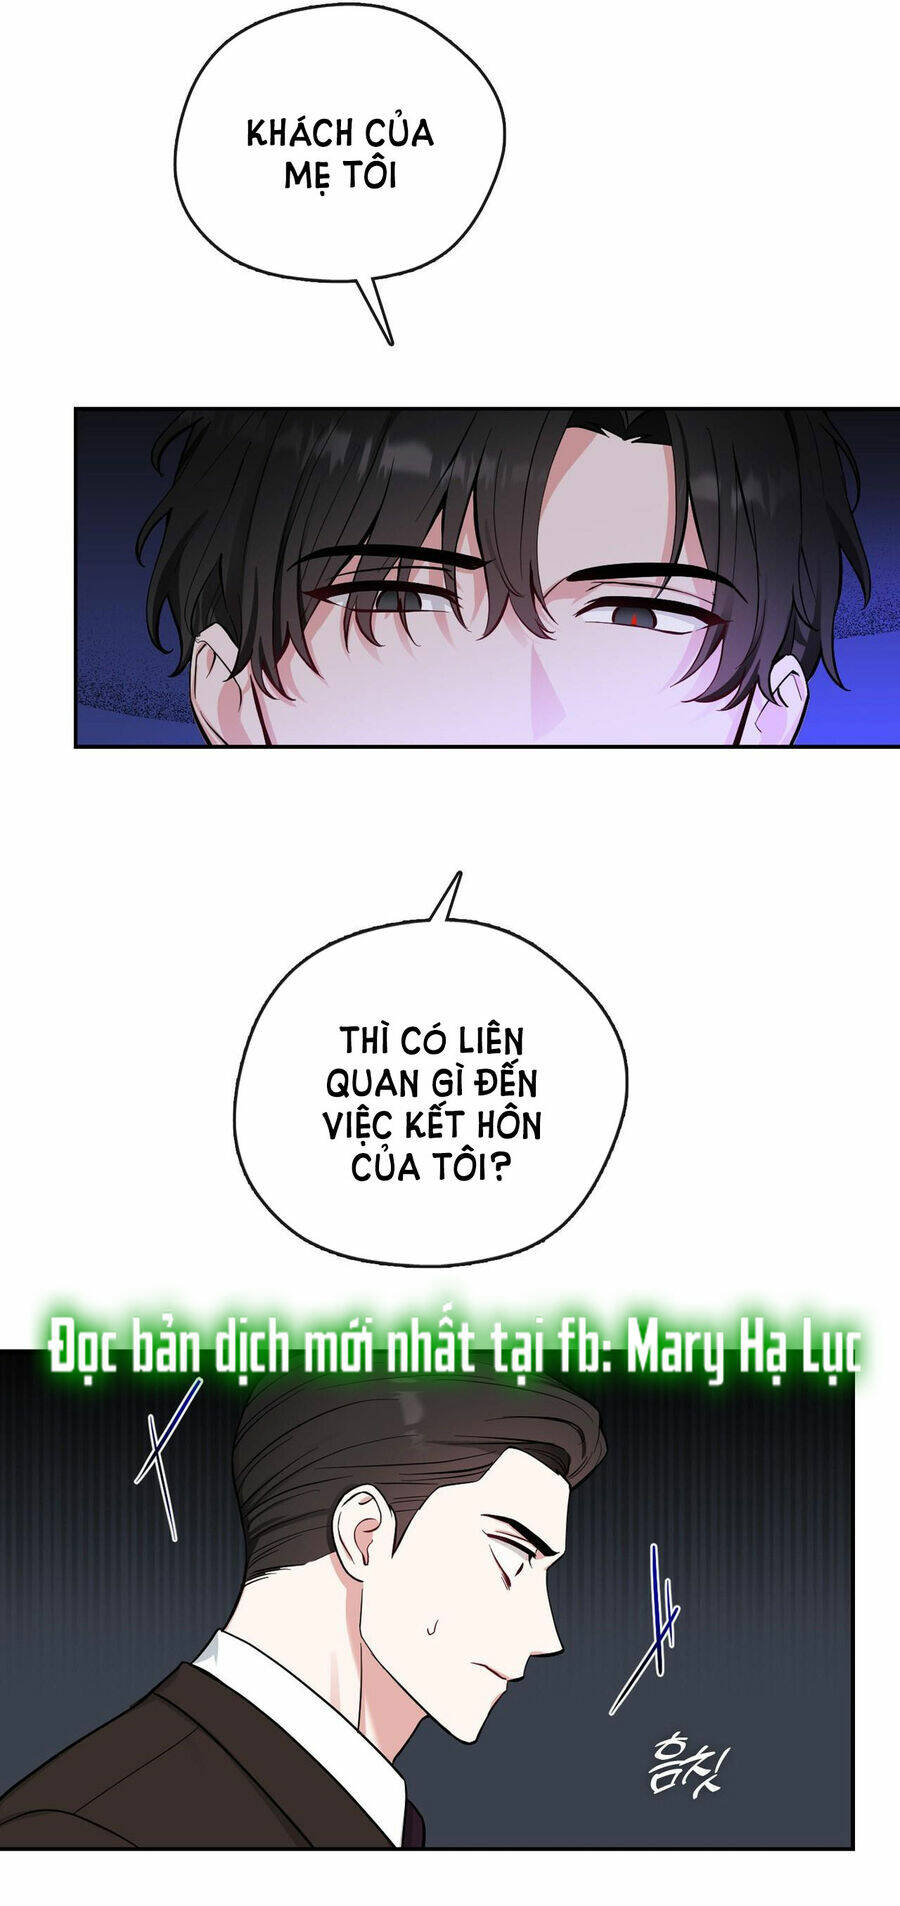 KHÁCH CỦA
MẸ TÔI
THÌ CÓ LIÊN
QUAN GÌ ĐẾN
VIỆC KẾT HÔN
CỦA TÔI?
Đọc bản dịch mới nhất tại fb: Mary Hạ Lục
흠칫